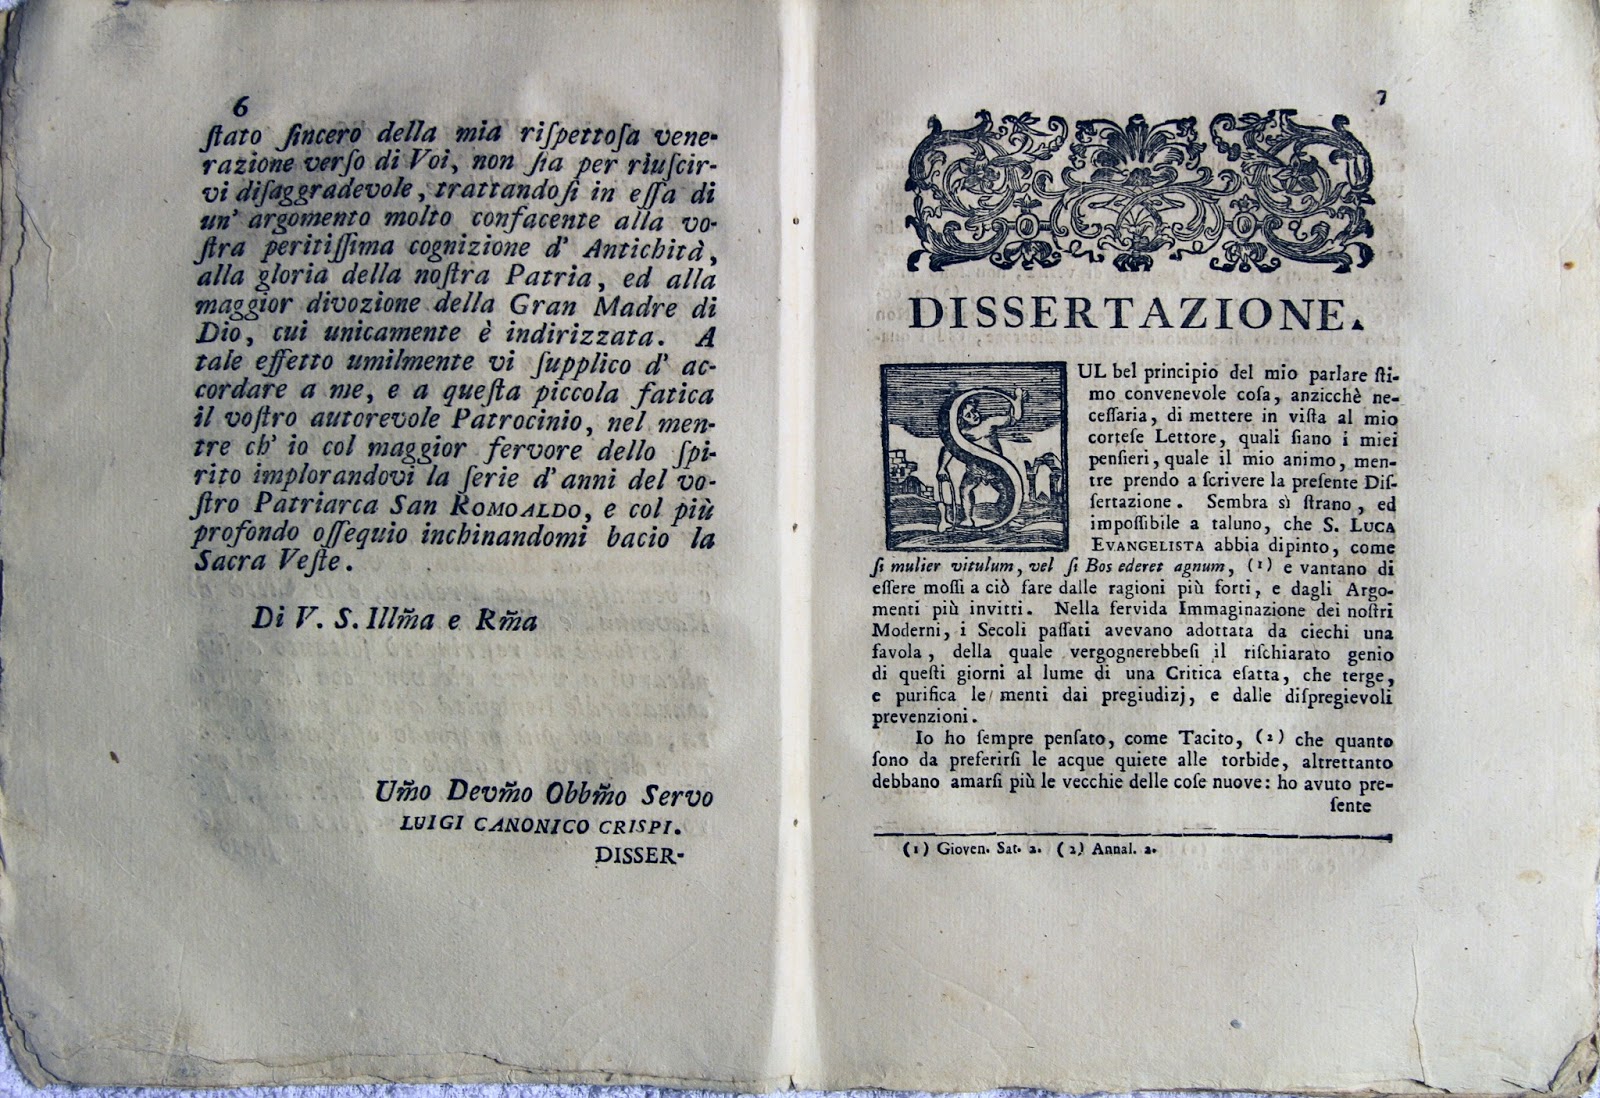 6
ſtato ſincero della mia riſpettoſa vene-
razione verſo di Voi, non ſia per riuſcir-
vi diſaggradevole, trattandoſi in eſſa di
un' argomento molto confacente alla vo-
ſtra peritiſſima cognizione d' Antichità,
alla gloria della noſtra Patria, ed alla
maggior divozione della Gran Madre di
Dio, cui unicamente è indirizzata. A
tale effetto umilmente vi ſupplico d' ac-
cordare a me, e a queſta piccola fatica
il voſtro autorevole Patrocinio, nel men-
tre ch' io col maggior fervore dello ſpi-
rito implorandovi la ſerie d' anni del vo-
ſtro Patriarca San ROMOALDO, e col più
profondo oſſequio inchinandomi bacio la
Sacra Veſte.
Di V. S. Illm̃a e Rm̃a
Um̃o Devm̃o Obbm̃o Servo
LUIGI CANONICO CRISPI.
DISSER-
7
DISSERTAZIONE.
SUL bel principio del mio parlare ſti-
mo convenevole coſa, anzicchè ne-
ceſſaria, di mettere in viſta al mio
corteſe Lettore, quali ſiano i miei
penſieri, quale il mio animo, men-
tre prendo a ſcrivere la preſente Diſ-
ſertazione. Sembra sì ſtrano, ed
impoſſibile a taluno, che S. LUCA
EVANGELISTA abbia dipinto, come
ſi mulier vitulum, vel ſi Bos ederet agnum, (1) e vantano di
eſſere moſſi a ciò fare dalle ragioni più forti, e dagli Argo-
menti più invitti. Nella fervida Immaginazione dei noſtri
Moderni, i Secoli paſſati avevano adottata da ciechi una
favola, della quale vergognerebbeſi il riſchiarato genio
di queſti giorni al lume di una Critica eſatta, che terge,
e purifica le menti dai pregiudizj, e dalle diſpregievoli
prevenzioni.
Io ho ſempre penſato, come Tacito, (2) che quanto
ſono da preferirſi le acque quiete alle torbide, altrettanto
debbano amarſi più le vecchie delle coſe nuove: ho avuto pre-
ſente
(1) Gioven. Sat. 2. (2) Annal. 2.